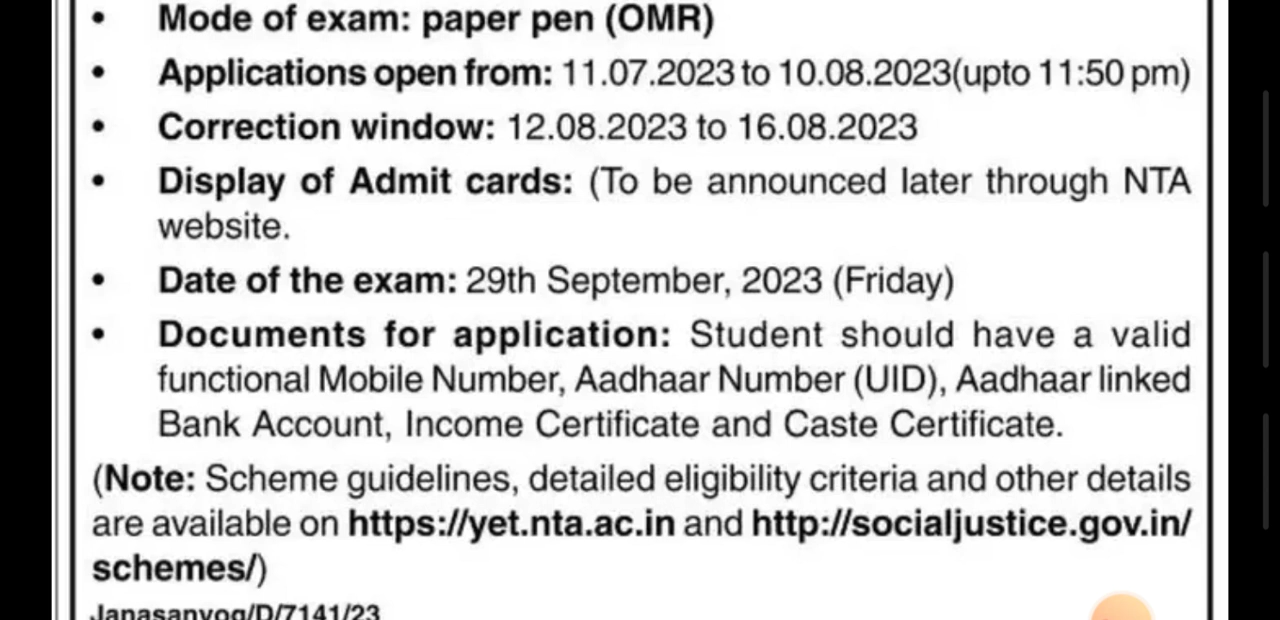 • Mode of exam: paper pen (OMR)
• Applications open from: 11.07.2023 to 10.08.2023(upto 11:50 pm)
• Correction window: 12.08.2023 to 16.08.2023
• Display of Admit cards: (To be announced later through NTA
website.
• Date of the exam: 29th September, 2023 (Friday)
• Documents for application: Student should have a valid
functional Mobile Number, Aadhaar Number (UID), Aadhaar linked
Bank Account, Income Certificate and Caste Certificate.
(Note: Scheme guidelines, detailed eligibility criteria and other details
are available on https://yet.nta.ac.in and http://socialjustice.gov.in/
schemes/)
Janasanyog/D/7141/23